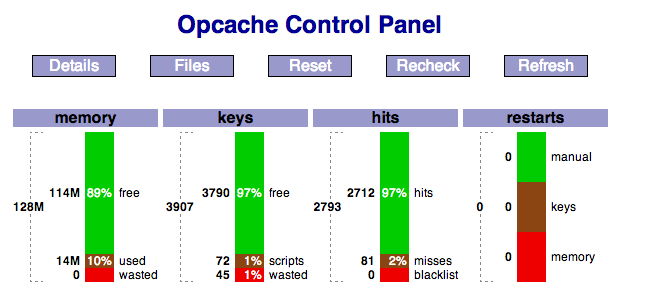 Opcache Control Panel
Details Files Reset Recheck Refresh
memory keys hits restarts
0 manual
114M 89% free 3790 97% free 2712 97% hits
128M 3907 2793 0 0 keys
14M 10% used 72 1% scripts 81 2% misses 0 memory
0 wasted 45 1% wasted 0 blacklist